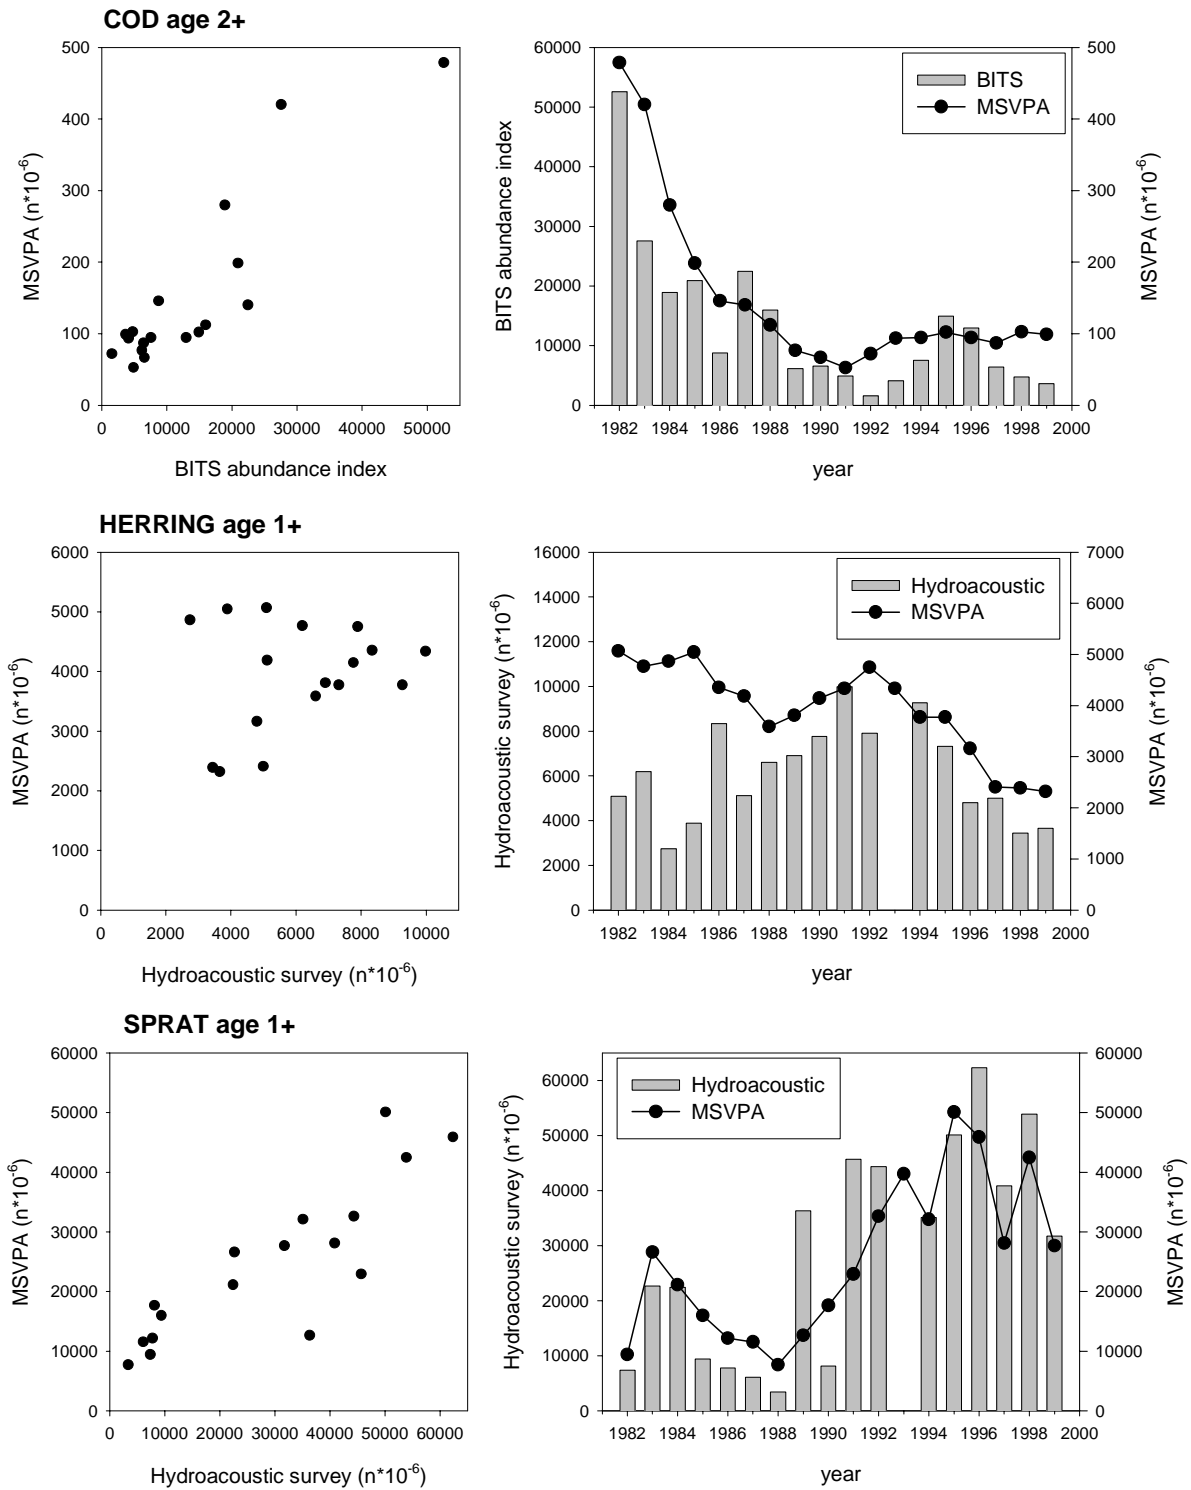 COD age 2+
500
400
300
200
100
0
MSVPA (n*10-6)
0 10000 20000 30000 40000 50000
BITS abundance index
60000
50000
40000
30000
20000
10000
0
BITS abundance index
BITS
MSVPA
500
400
300
200
100
0
MSVPA (n*10-6)
1982 1984 1986 1988 1990 1992 1994 1996 1998 2000
year
HERRING age 1+
6000
5000
4000
3000
2000
1000
0
MSVPA (n*10-6)
0 2000 4000 6000 8000 10000
Hydroacoustic survey (n*10-6)
16000
14000
12000
10000
8000
6000
4000
2000
0
Hydroacoustic survey (n*10-6)
Hydroacoustic
MSVPA
7000
6000
5000
4000
3000
2000
1000
0
MSVPA (n*10-6)
1982 1984 1986 1988 1990 1992 1994 1996 1998 2000
year
SPRAT age 1+
60000
50000
40000
30000
20000
10000
0
MSVPA (n*10-6)
0 10000 20000 30000 40000 50000 60000
Hydroacoustic survey (n*10-6)
60000
50000
40000
30000
20000
10000
0
Hydroacoustic survey (n*10-6)
Hydroacoustic
MSVPA
60000
50000
40000
30000
20000
10000
0
MSVPA (n*10-6)
1982 1984 1986 1988 1990 1992 1994 1996 1998 2000
year